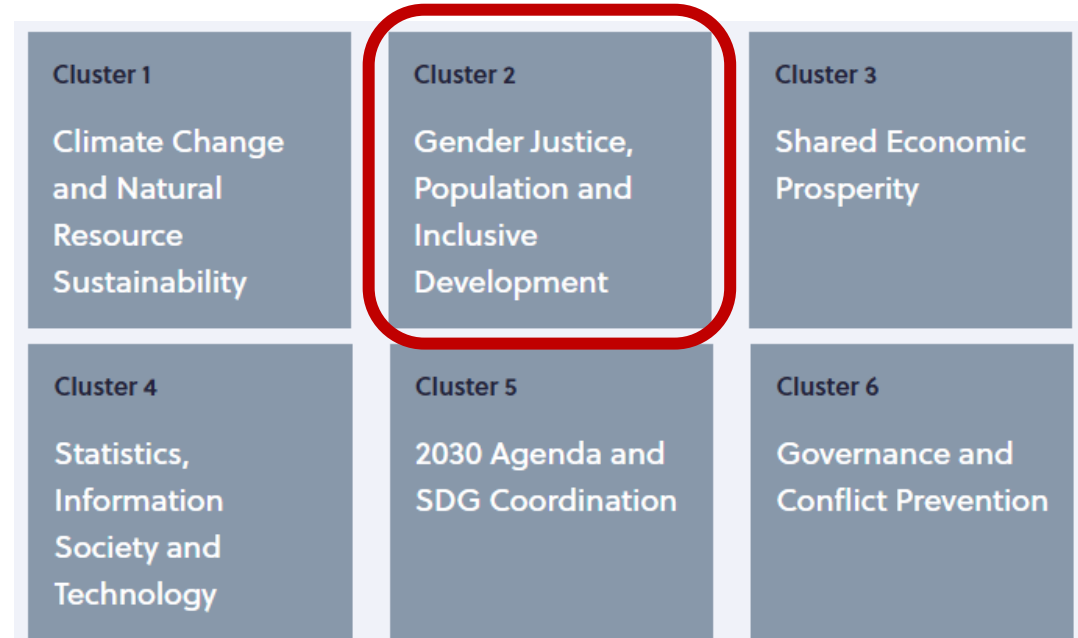 Cluster 1
Climate Change
and Natural
Resource
Sustainability
Cluster 2
Gender Justice,
Population and
Inclusive
Development
Cluster 3
Shared Economic
Prosperity
Cluster 4
Statistics,
Information
Society and
Technology
Cluster 5
2030 Agenda and
SDG Coordination
Cluster 6
Governance and
Conflict Prevention